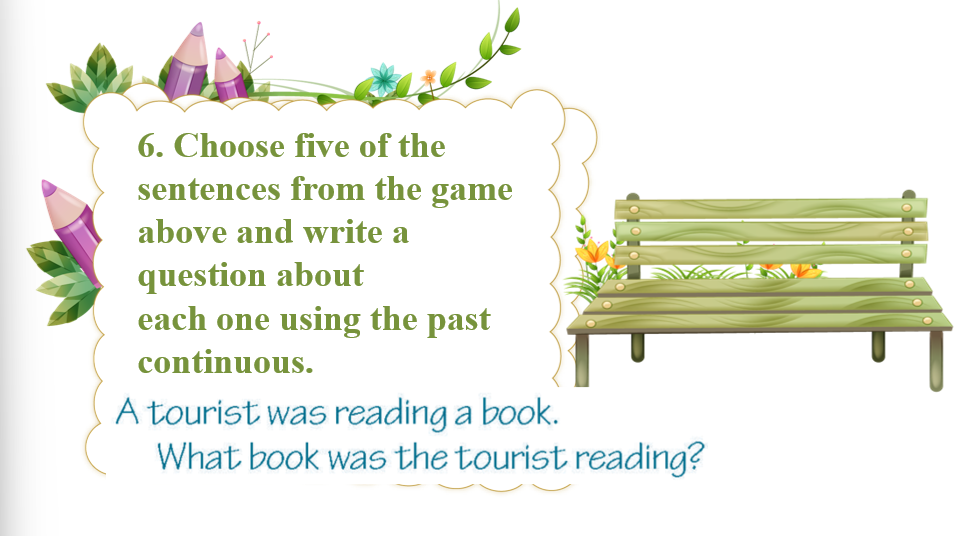 6. Choose five of the
sentences from the game
above and write a
question about
each one using the past
continuous.
A tourist was reading a book.
What book was the tourist reading?